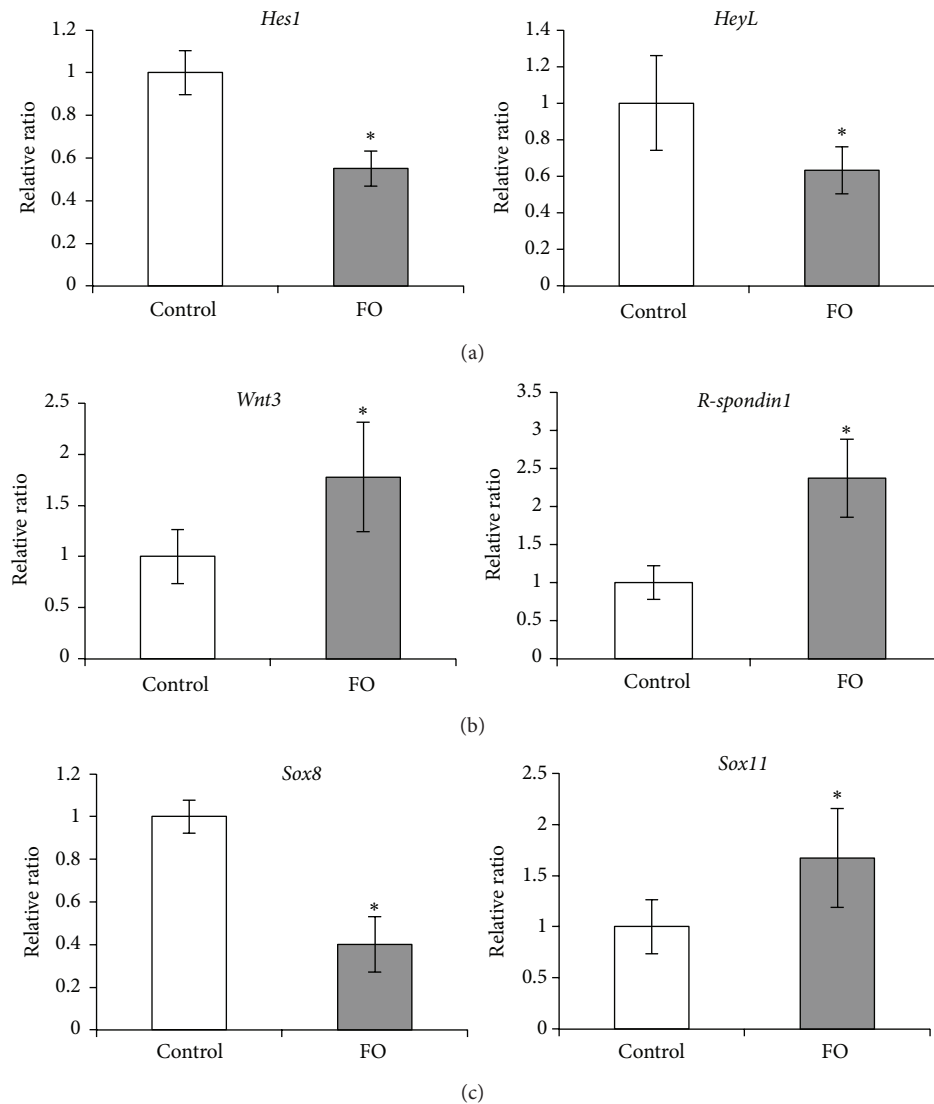 Hes1
1.2
1
0.8
0.6
0.4
0.2
0
Relative ratio
*
Control FO
HeyL
1.4
1.2
1
0.8
0.6
0.4
0.2
0
Relative ratio
*
Control FO
(a)
Wnt3
2.5
2
1.5
1
0.5
0
Relative ratio
*
Control FO
R-spondin1
3.5
3
2.5
2
1.5
1
0.5
0
Relative ratio
*
Control FO
(b)
Sox8
1.2
1
0.8
0.6
0.4
0.2
0
Relative ratio
*
Control FO
Sox11
2.5
2
1.5
1
0.5
0
Relative ratio
*
Control FO
(c)